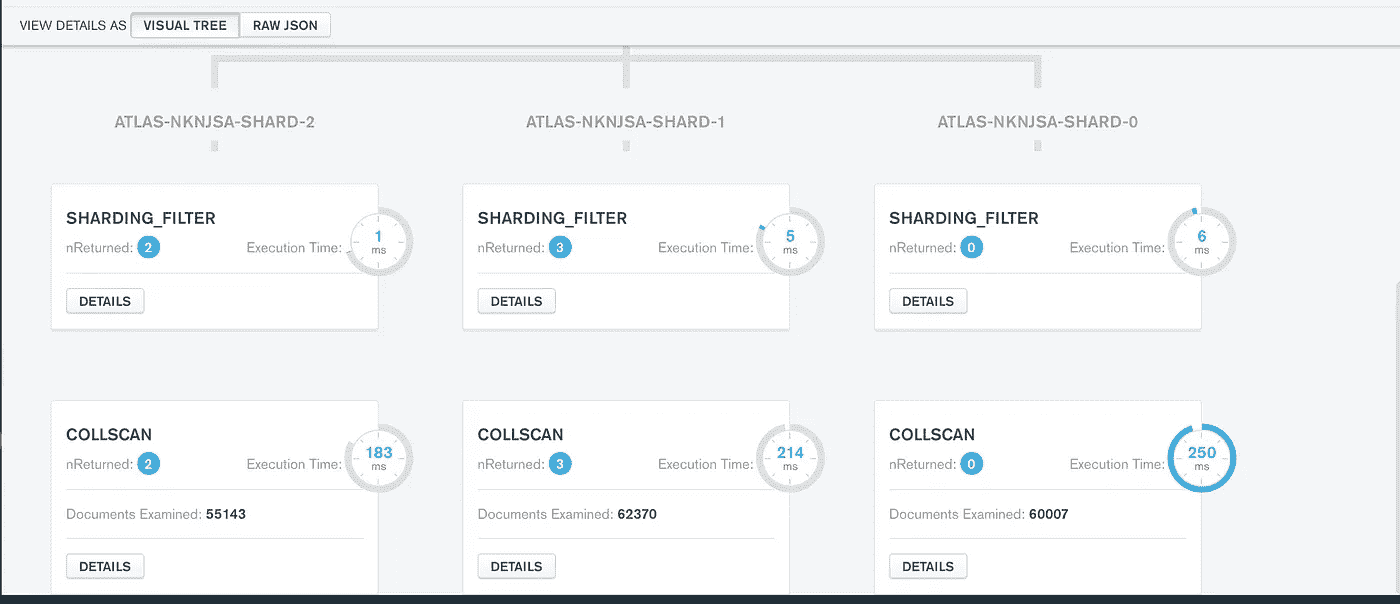 VIEW DETAILS AS VISUAL TREE RAW JSON
ATLAS-NKNJSA-SHARD-2 ATLAS-NKNJSA-SHARD-1 ATLAS-NKNJSA-SHARD-0
SHARDING_FILTER
nReturned: 2 Execution Time: 1 ms
DETAILS
SHARDING_FILTER
nReturned: 3 Execution Time: 5 ms
DETAILS
SHARDING_FILTER
nReturned: 0 Execution Time: 6 ms
DETAILS
COLLSCAN
nReturned: 2 Execution Time: 183 ms
Documents Examined: 55143
DETAILS
COLLSCAN
nReturned: 3 Execution Time: 214 ms
Documents Examined: 62370
DETAILS
COLLSCAN
nReturned: 0 Execution Time: 250 ms
Documents Examined: 60007
DETAILS